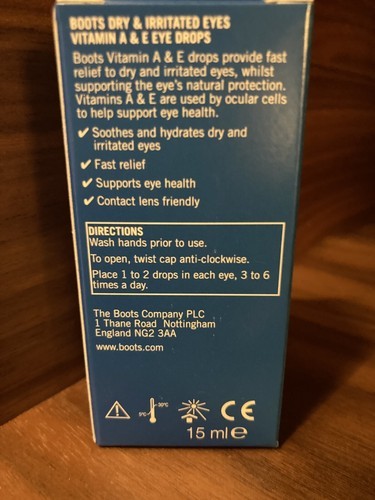 BOOTS DRY & IRRITATED EYES
VITAMIN A & E EYE DROPS
Boots Vitamin A & E drops provide fast
relief to dry and irritated eyes, whilst
supporting the eye's natural protection.
Vitamins A & E are used by ocular cells
to help support eye health.
✔ Soothes and hydrates dry and
irritated eyes
✔ Fast relief
✔ Supports eye health
✔ Contact lens friendly
DIRECTIONS
Wash hands prior to use.
To open, twist cap anti-clockwise.
Place 1 to 2 drops in each eye, 3 to 6
times a day.
The Boots Company PLC
1 Thane Road Nottingham
England NG2 3AA
www.boots.com
5°C 30°C CE
15 ml℮